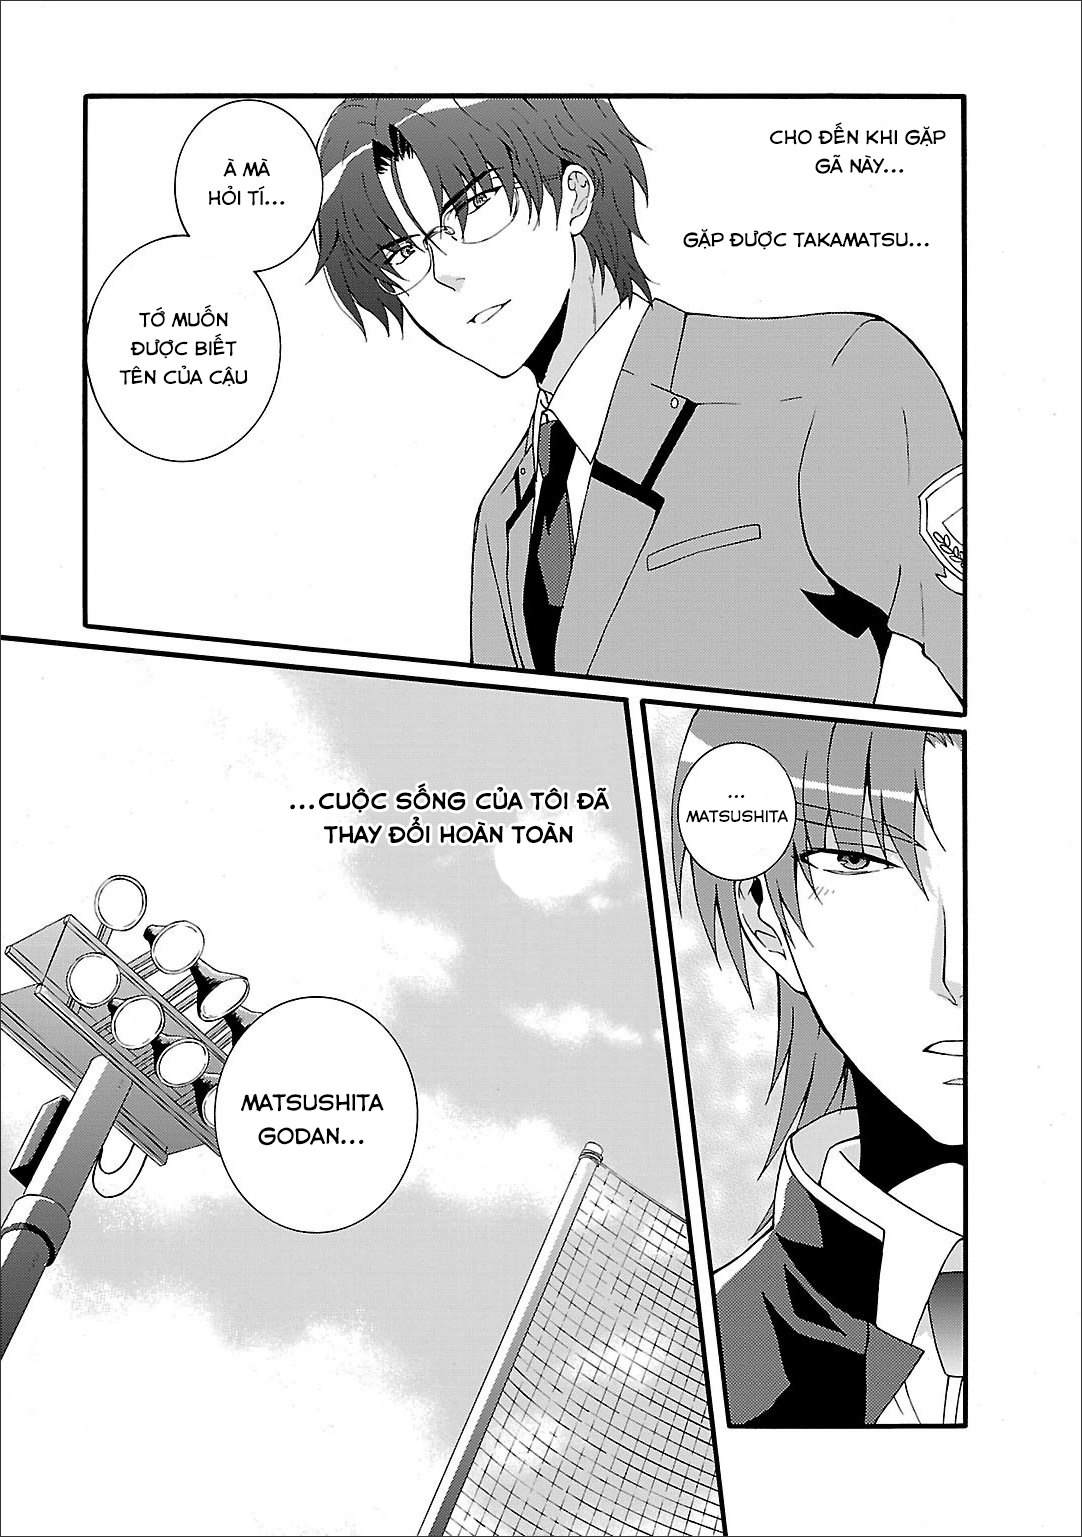 CHO ĐẾN KHI GẶP
GÃ NÀY...
GẶP ĐƯỢC TAKAMATSU...
À MÀ
HỎI TÍ...
TỚ MUỐN
ĐƯỢC BIẾT
TÊN CỦA CẬU
...
MATSUSHITA
...CUỘC SỐNG CỦA TÔI ĐÃ
THAY ĐỔI HOÀN TOÀN
MATSUSHITA
GODAN...